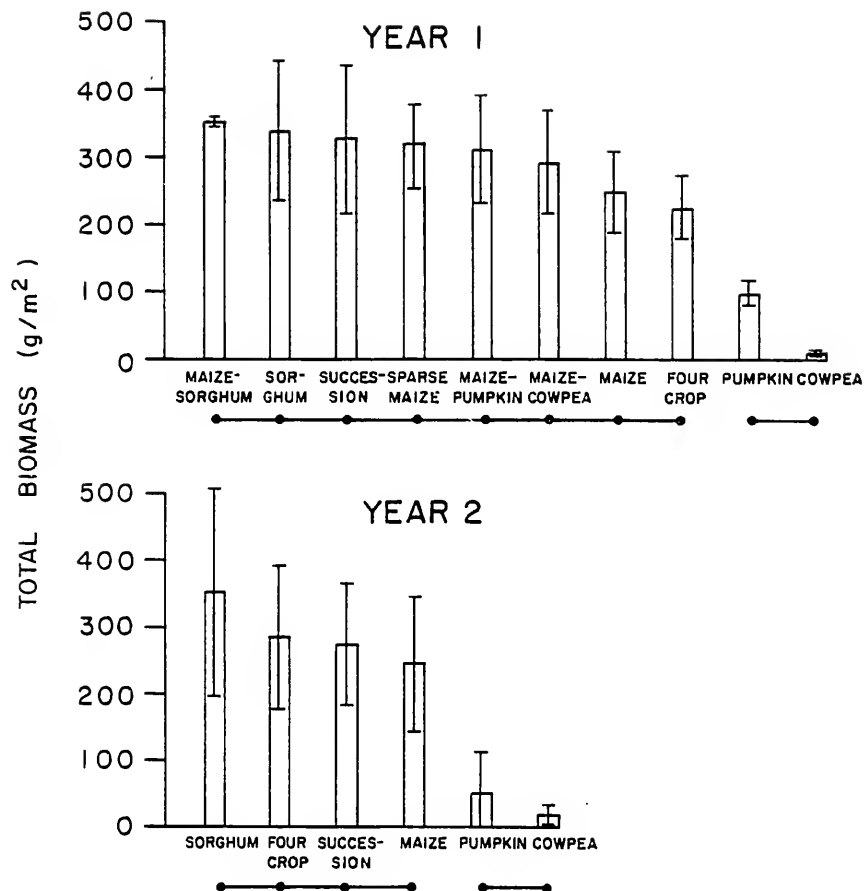 TOTAL BIOMASS (g/m²)
YEAR 1
500
400
300
200
100
0
MAIZE- SOR- SUCCES- SPARSE MAIZE- MAIZE- MAIZE FOUR PUMPKIN COWPEA
SORGHUM GHUM SION MAIZE PUMPKIN COWPEA CROP
YEAR 2
500
400
300
200
100
0
SORGHUM FOUR SUCCES- MAIZE PUMPKIN COWPEA
CROP SION